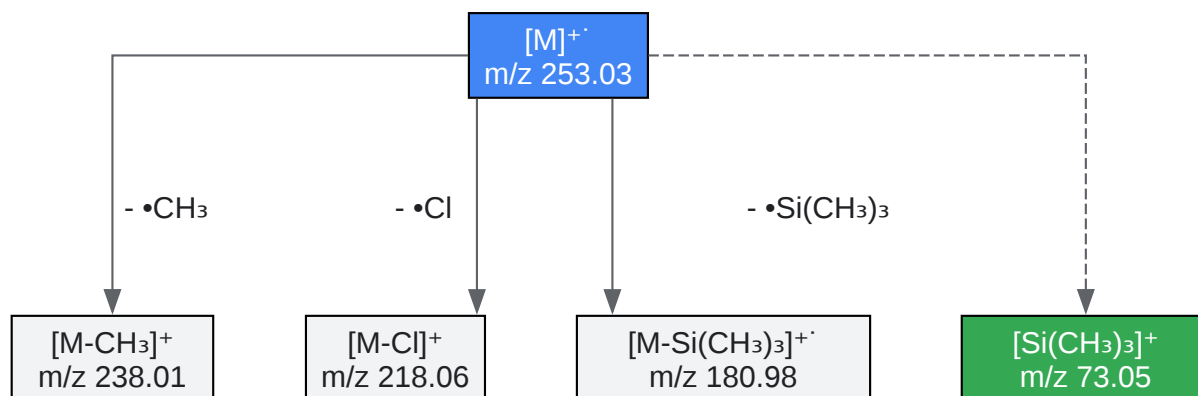 [M]⁺˙
m/z 253.03
- •CH₃
- •Cl
- •Si(CH₃)₃
[M-CH₃]⁺
m/z 238.01
[M-Cl]⁺
m/z 218.06
[M-Si(CH₃)₃]⁺˙
m/z 180.98
[Si(CH₃)₃]⁺
m/z 73.05